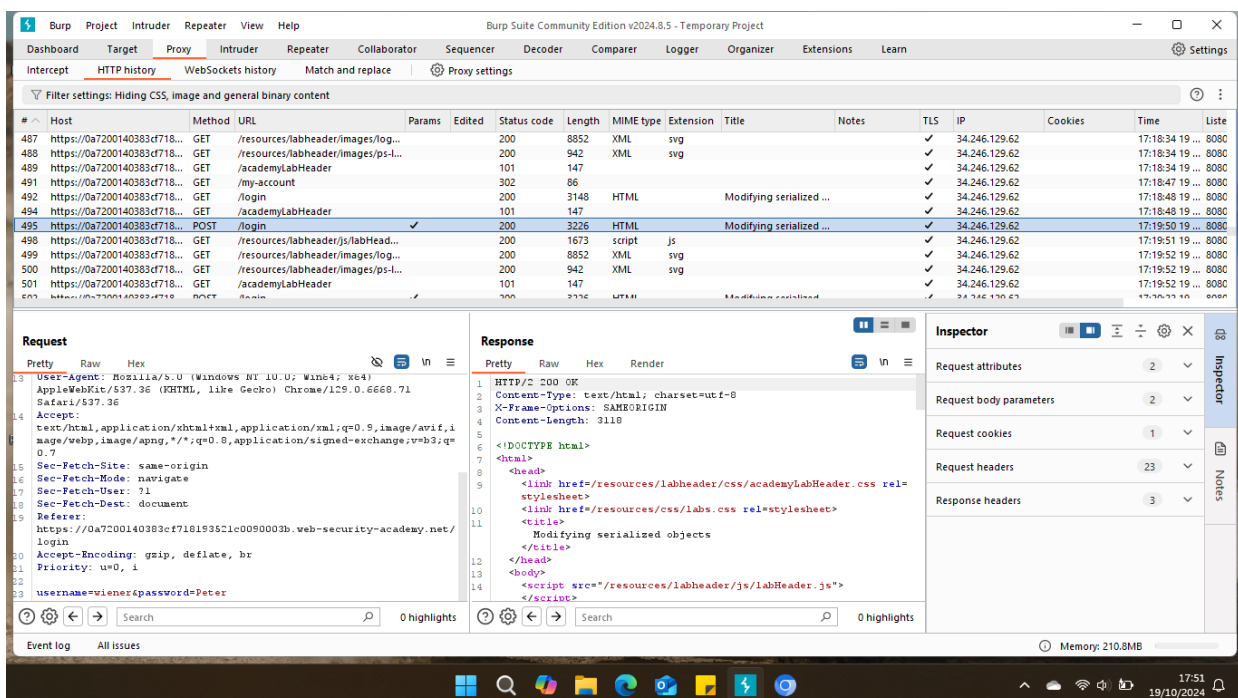 Burp Project Intruder Repeater View Help Burp Suite Community Edition v2024.8.5 - Temporary Project
Dashboard Target Proxy Intruder Repeater Collaborator Sequencer Decoder Comparer Logger Organizer Extensions Learn Settings
Intercept HTTP history WebSockets history Match and replace Proxy settings
Filter settings: Hiding CSS, image and general binary content
# Host Method URL Params Edited Status code Length MIME type Extension Title Notes TLS IP Cookies Time Liste
487 https://0a7200140383cf718... GET /resources/labheader/images/log... 200 8852 XML svg ✓ 34.246.129.62 17:18:34 19 ... 8080
488 https://0a7200140383cf718... GET /resources/labheader/images/ps-l... 200 942 XML svg ✓ 34.246.129.62 17:18:34 19 ... 8080
489 https://0a7200140383cf718... GET /academyLabHeader 101 147 ✓ 34.246.129.62 17:18:34 19 ... 8080
491 https://0a7200140383cf718... GET /my-account 302 86 ✓ 34.246.129.62 17:18:47 19 ... 8080
492 https://0a7200140383cf718... GET /login 200 3148 HTML Modifying serialized ... ✓ 34.246.129.62 17:18:48 19 ... 8080
494 https://0a7200140383cf718... GET /academyLabHeader 101 147 ✓ 34.246.129.62 17:18:48 19 ... 8080
495 https://0a7200140383cf718... POST /login ✓ 200 3226 HTML Modifying serialized ... ✓ 34.246.129.62 17:19:50 19 ... 8080
498 https://0a7200140383cf718... GET /resources/labheader/js/labHead... 200 1673 script js ✓ 34.246.129.62 17:19:51 19 ... 8080
499 https://0a7200140383cf718... GET /resources/labheader/images/log... 200 8852 XML svg ✓ 34.246.129.62 17:19:52 19 ... 8080
500 https://0a7200140383cf718... GET /resources/labheader/images/ps-l... 200 942 XML svg ✓ 34.246.129.62 17:19:52 19 ... 8080
501 https://0a7200140383cf718... GET /academyLabHeader 101 147 ✓ 34.246.129.62 17:19:52 19 ... 8080
Request
Pretty Raw Hex \n
13 User-Agent: Mozilla/5.0 (Windows NT 10.0; Win64; x64)
AppleWebKit/537.36 (KHTML, like Gecko) Chrome/129.0.6668.71
Safari/537.36
14 Accept:
text/html,application/xhtml+xml,application/xml;q=0.9,image/avif,i
mage/webp,image/apng,*/*;q=0.8,application/signed-exchange;v=b3;q=
0.7
15 Sec-Fetch-Site: same-origin
16 Sec-Fetch-Mode: navigate
17 Sec-Fetch-User: ?1
18 Sec-Fetch-Dest: document
19 Referer:
https://0a7200140383cf718193521c0090003b.web-security-academy.net/
login
20 Accept-Encoding: gzip, deflate, br
21 Priority: u=0, i
22
23 username=wiener&password=Peter
Search 0 highlights
Response
Pretty Raw Hex Render \n
1 HTTP/2 200 OK
2 Content-Type: text/html; charset=utf-8
3 X-Frame-Options: SAMEORIGIN
4 Content-Length: 3118
5
6 <!DOCTYPE html>
7 <html>
8 <head>
9 <link href=/resources/labheader/css/academyLabHeader.css rel=
stylesheet>
10 <link href=/resources/css/labs.css rel=stylesheet>
11 <title>
Modifying serialized objects
</title>
12 </head>
13 <body>
14 <script src="/resources/labheader/js/labHeader.js">
</script>
Search 0 highlights
Inspector
Request attributes 2
Request body parameters 2
Request cookies 1
Request headers 23
Response headers 3
Inspector
Notes
Event log All issues Memory: 210.8MB
17:51
19/10/2024